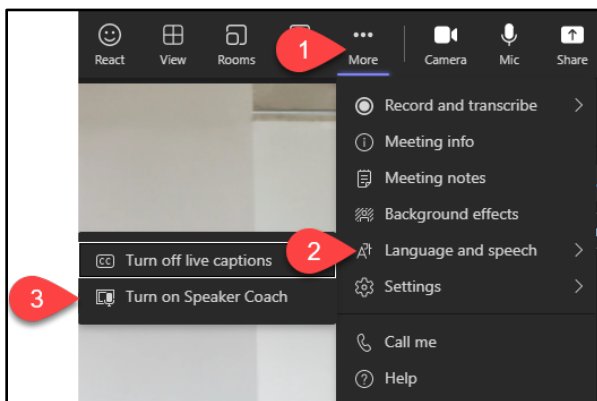 React View Rooms 1 More Camera Mic Share
Record and transcribe
Meeting info
Meeting notes
Background effects
2 Language and speech
Settings
Call me
Help
CC Turn off live captions
3 Turn on Speaker Coach